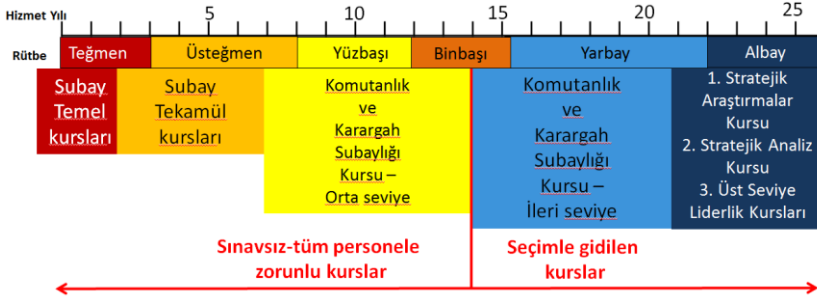 Hizmet Yılı
5
10
15
20
25
Rütbe
Teğmen
Üsteğmen
Yüzbaşı
Binbaşı
Yarbay
Albay
Subay
Temel
kursları
Subay
Tekamül
kursları
Komutanlık
ve
Karargah
Subaylığı
Kursu –
Orta seviye
Komutanlık
ve
Karargah
Subaylığı
Kursu –
İleri seviye
1. Stratejik
Araştırmalar
Kursu
2. Stratejik Analiz
Kursu
3. Üst Seviye
Liderlik Kursları
Sınavsız-tüm personele
zorunlu kurslar
Seçimle gidilen
kurslar